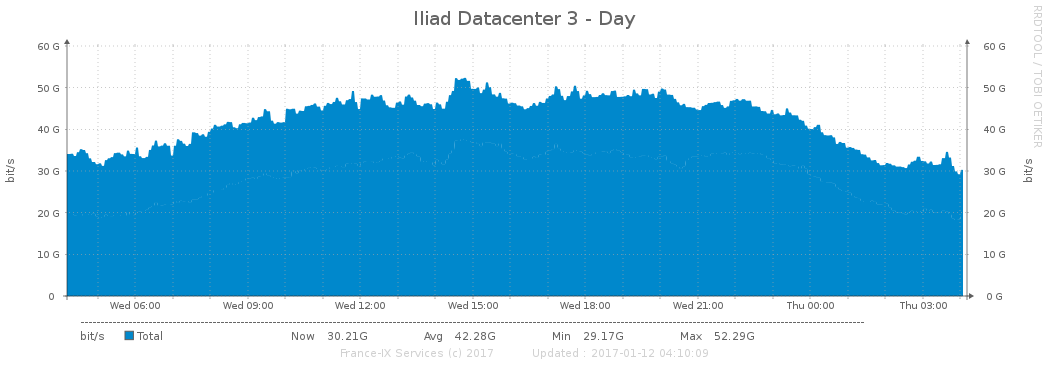 Iliad Datacenter 3 - Day
RRDTOOL / TOBI OETIKER
60 G 60 G
50 G 50 G
40 G 40 G
30 G 30 G
20 G 20 G
10 G 10 G
0 0 G
bit/s bit/s
Wed 06:00 Wed 09:00 Wed 12:00 Wed 15:00 Wed 18:00 Wed 21:00 Thu 00:00 Thu 03:00
bit/s Total Now 30.21G Avg 42.28G Min 29.17G Max 52.29G
France-IX Services (c) 2017 Updated : 2017-01-12 04:10:09